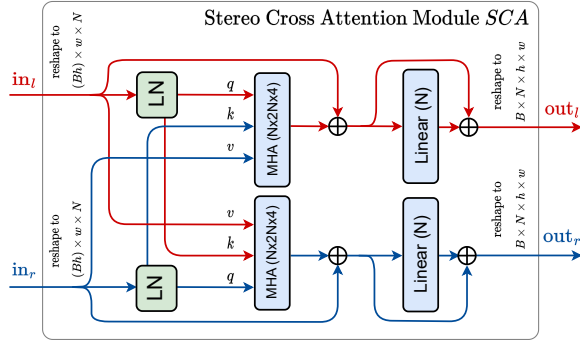 Stereo Cross Attention Module SCA
in_l
reshape to
(Bh) × w × N
LN
q
k
v
MHA (Nx2Nx4)
Linear (N)
reshape to
B × N × h × w
out_l
in_r
reshape to
(Bh) × w × N
LN
v
k
q
MHA (Nx2Nx4)
Linear (N)
reshape to
B × N × h × w
out_r